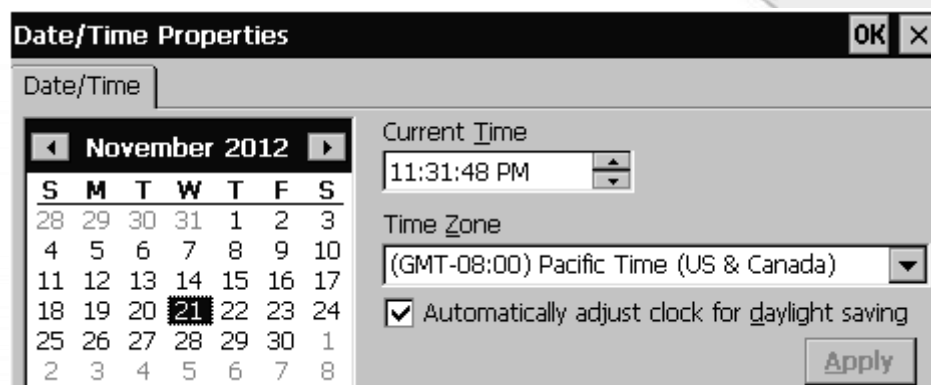 Date/Time Properties OK ×
Date/Time
November 2012
S M T W T F S
28 29 30 31 1 2 3
4 5 6 7 8 9 10
11 12 13 14 15 16 17
18 19 20 21 22 23 24
25 26 27 28 29 30 1
2 3 4 5 6 7 8
Current Time
11:31:48 PM
Time Zone
(GMT-08:00) Pacific Time (US & Canada)
Automatically adjust clock for daylight saving
Apply